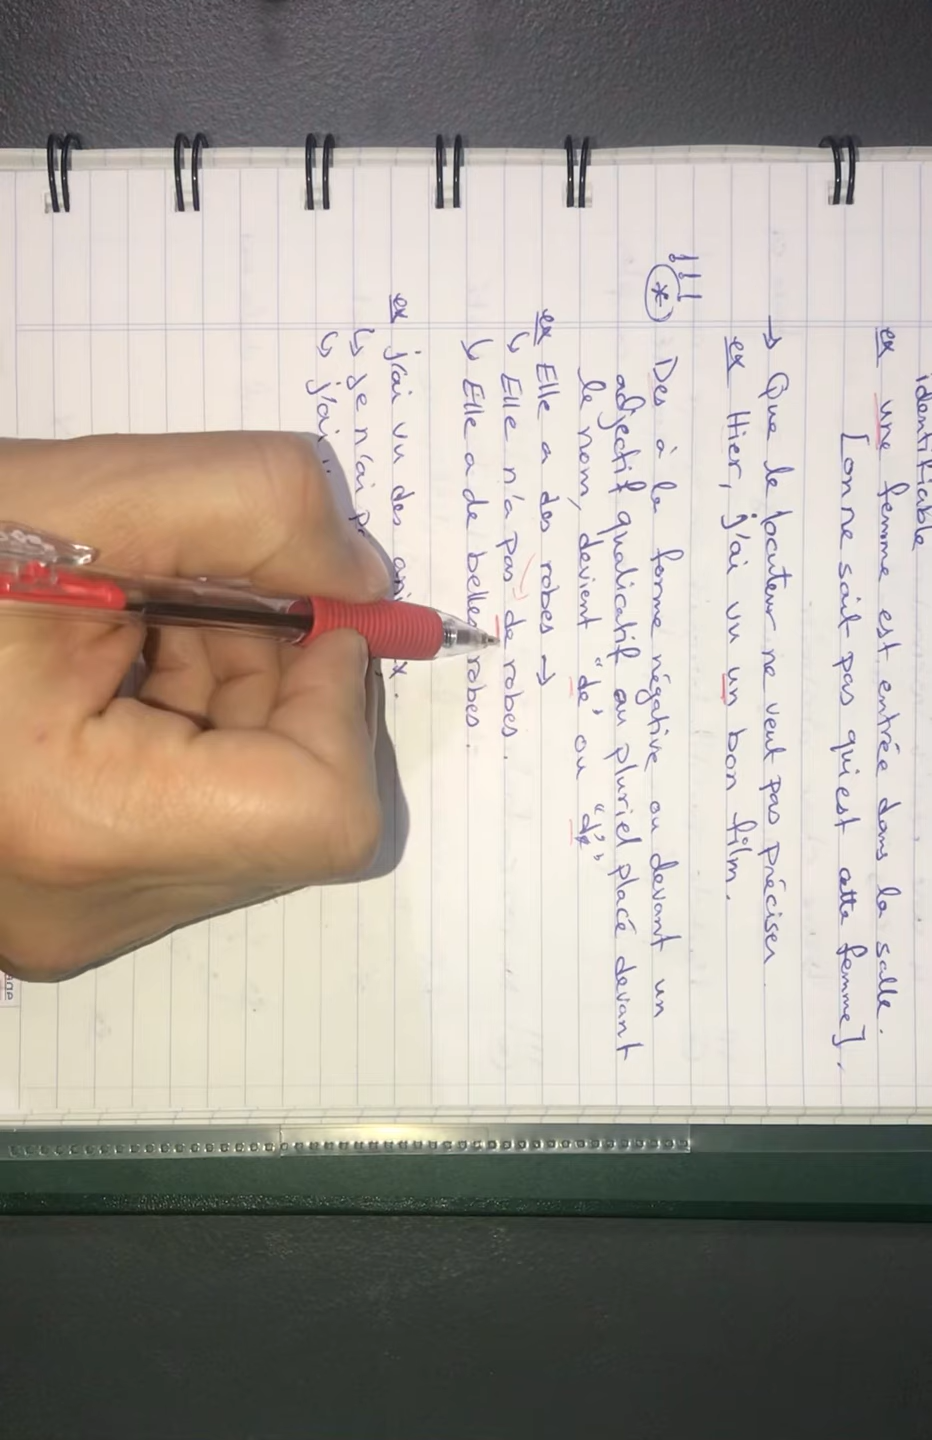 identifiable
ex une femme est entrée dans la salle.
[on ne sait pas qui est cette femme].
→ Que le locuteur ne veut pas préciser
ex Hier, j'ai vu un bon film.
!!!
* Des à la forme négative ou devant un
adjectif qualificatif au pluriel placé devant
le nom, devient "de" ou "d'"
ex Elle a des robes →
↳ Elle n'a pas de robes.
↳ Elle a de belles robes.
ex j'ai vu des
↳ je n'ai
↳ j'ai